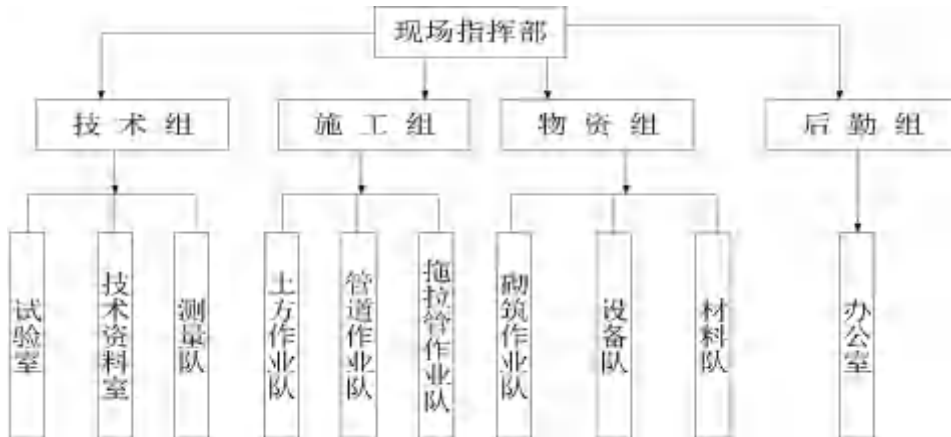 现场指挥部
技术组
施工组
物资组
后勤组
试验室
技术资料室
测量队
土方作业队
管道作业队
拖拉管作业队
砌筑作业队
设备队
材料队
办公室